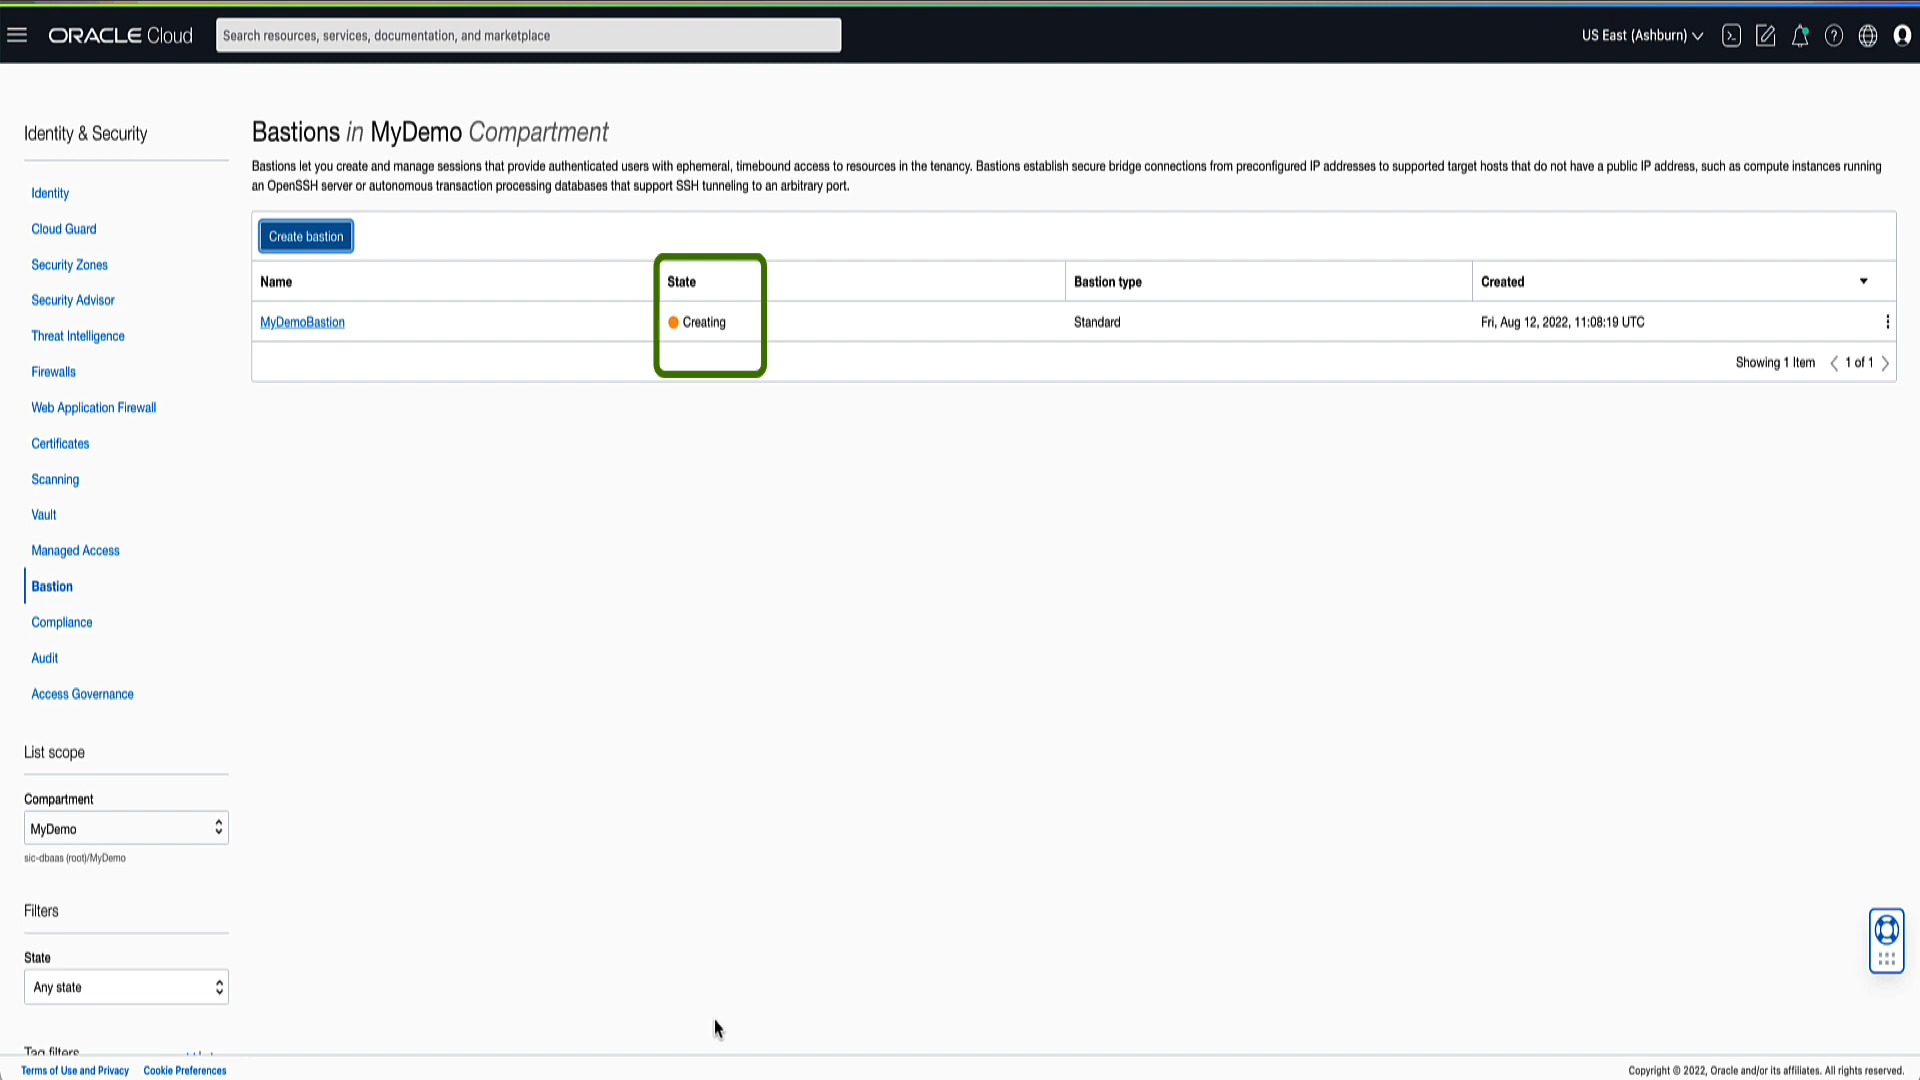 ORACLE Cloud
Search resources, services, documentation, and marketplace
US East (Ashburn)
Identity & Security
Identity
Cloud Guard
Security Zones
Security Advisor
Threat Intelligence
Firewalls
Web Application Firewall
Certificates
Scanning
Vault
Managed Access
Bastion
Compliance
Audit
Access Governance
List scope
Compartment
MyDemo
sic-dbaas (root)/MyDemo
Filters
State
Any state
Tag filters
Bastions in MyDemo Compartment
Bastions let you create and manage sessions that provide authenticated users with ephemeral, timebound access to resources in the tenancy. Bastions establish secure bridge connections from preconfigured IP addresses to supported target hosts that do not have a public IP address, such as compute instances running
an OpenSSH server or autonomous transaction processing databases that support SSH tunneling to an arbitrary port.
Create bastion
Name State Bastion type Created
MyDemoBastion Creating Standard Fri, Aug 12, 2022, 11:08:19 UTC
Showing 1 Item 1 of 1
Terms of Use and Privacy Cookie Preferences
Copyright © 2022, Oracle and/or its affiliates. All rights reserved.